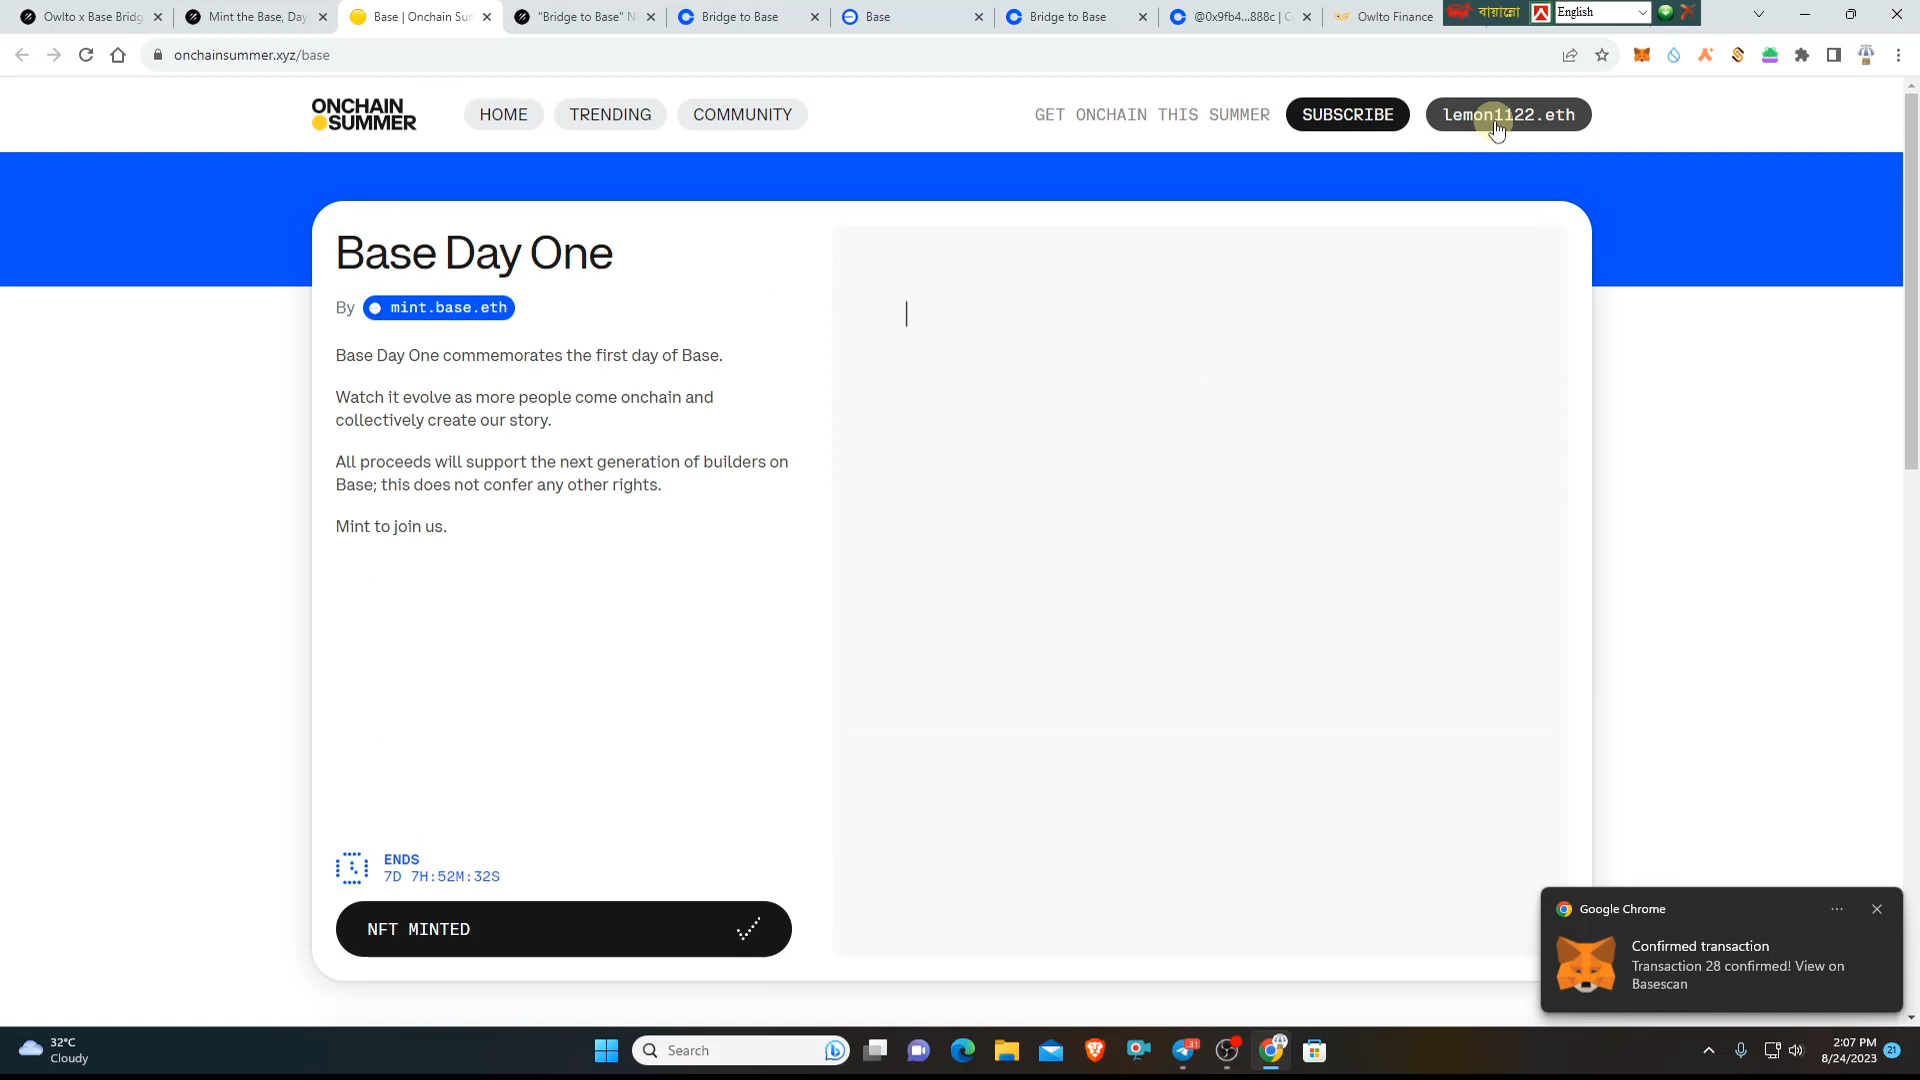 Owlto x Base Bridg
Mint the Base, Day
Base | Onchain Sun
"Bridge to Base" N
Bridge to Base
Base
Bridge to Base
@0x9fb4...888c | C
Owlto Finance
বায়ান্নো
English
onchainsummer.xyz/base
ONCHAIN
SUMMER
HOME
TRENDING
COMMUNITY
GET ONCHAIN THIS SUMMER
SUBSCRIBE
lemon1122.eth
Base Day One
By mint.base.eth
Base Day One commemorates the first day of Base.
Watch it evolve as more people come onchain and
collectively create our story.
All proceeds will support the next generation of builders on
Base; this does not confer any other rights.
Mint to join us.
ENDS
7D 7H:52M:32S
NFT MINTED
Google Chrome
Confirmed transaction
Transaction 28 confirmed! View on
Basescan
32°C
Cloudy
Search
31
2:07 PM
8/24/2023
21